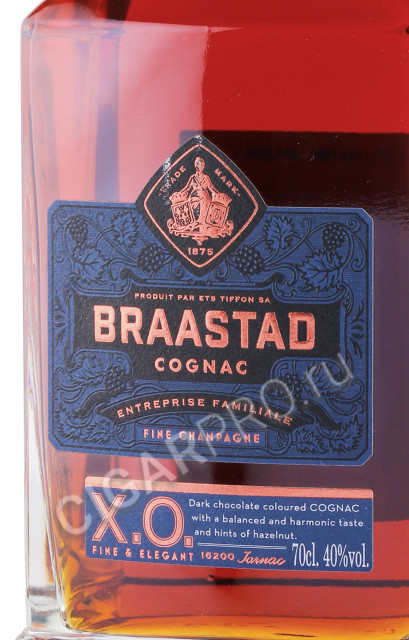 TRADE MARK
1875
PRODUIT PAR ETS TIFFON SA
BRAASTAD
COGNAC
ENTREPRISE FAMILIALE
FINE CHAMPAGNE
X.O.
FINE & ELEGANT
Dark chocolate coloured COGNAC
with a balanced and harmonic taste
and hints of hazelnut.
16200 Jarnac 70cl. 40%vol.
CIGARPRO.ru